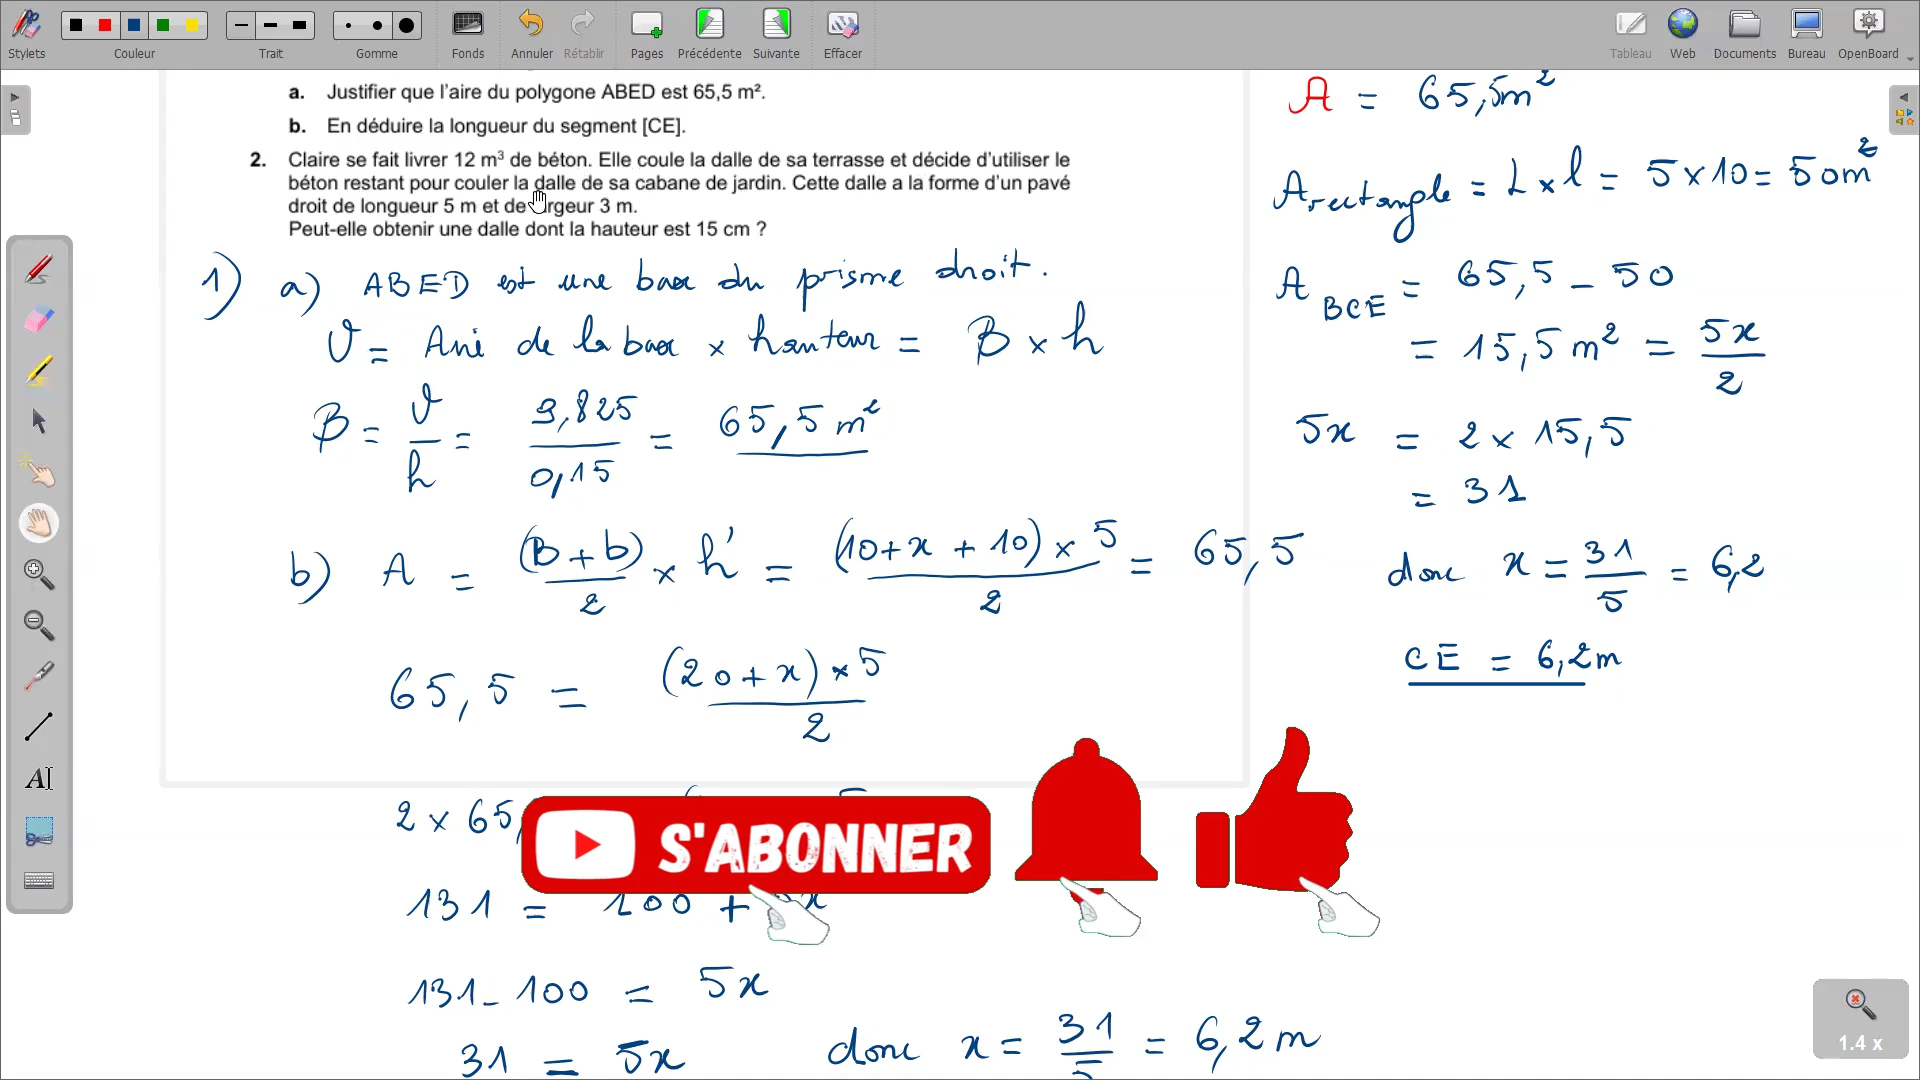 Stylets Couleur Trait Gomme Fonds Annuler Rétablir Pages Précédente Suivante Effacer Tableau Web Documents Bureau OpenBoard
a. Justifier que l'aire du polygone ABED est 65,5 m².
b. En déduire la longueur du segment [CE].
2. Claire se fait livrer 12 m³ de béton. Elle coule la dalle de sa terrasse et décide d'utiliser le
béton restant pour couler la dalle de sa cabane de jardin. Cette dalle a la forme d'un pavé
droit de longueur 5 m et de largeur 3 m.
Peut-elle obtenir une dalle dont la hauteur est 15 cm ?
1) a) ABED est une base du prisme droit.
V = Aire de la base × hauteur = B × h
B = V/h = 9,825/0,15 = 65,5 m²
b) A = (B + b)/2 × h' = (10 + x + 10) × 5/2 = 65,5
65,5 = (20 + x) × 5/2
2 × 65,
131 = 100 + x
131 - 100 = 5x
31 = 5x donc x = 31/5 = 6,2 m
A = 65,5m²
A rectangle = L × l = 5 × 10 = 50m²
A BCE = 65,5 - 50
= 15,5 m² = 5x/2
5x = 2 × 15,5
= 31
donc x = 31/5 = 6,2
CE = 6,2m
S'ABONNER
AI
1.4 x